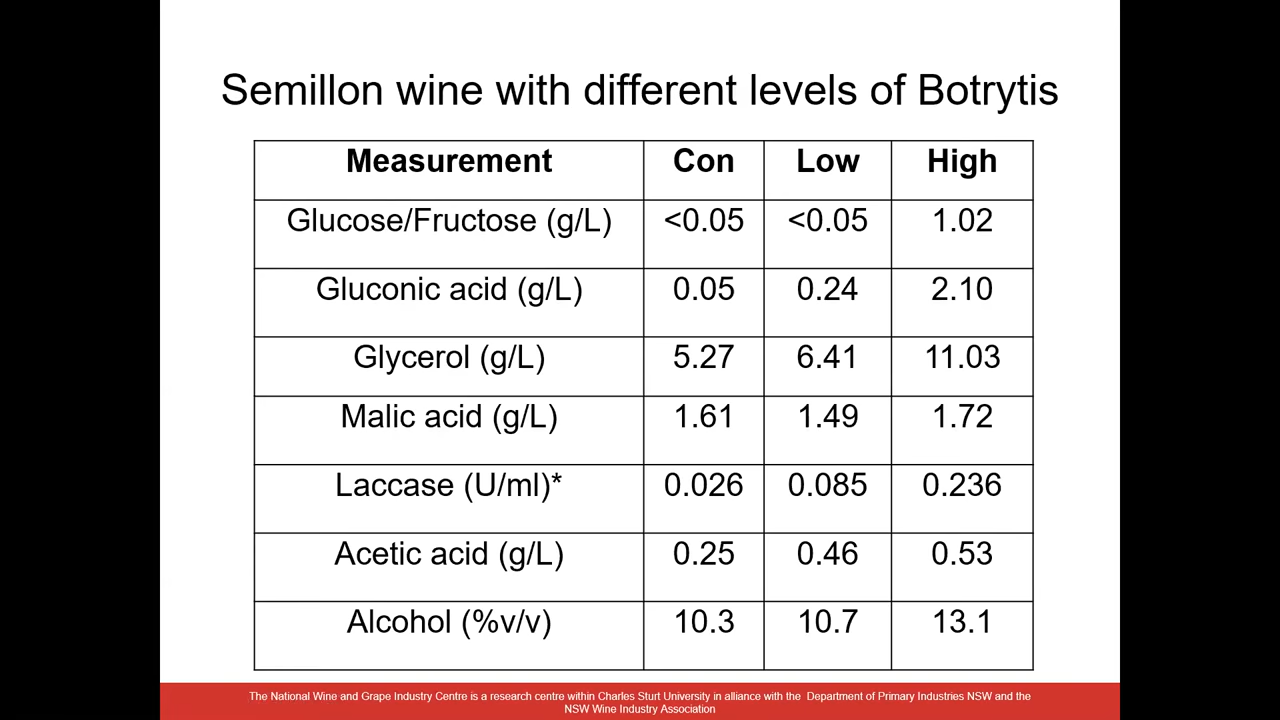 Semillon wine with different levels of Botrytis
Measurement Con Low High
Glucose/Fructose (g/L) <0.05 <0.05 1.02
Gluconic acid (g/L) 0.05 0.24 2.10
Glycerol (g/L) 5.27 6.41 11.03
Malic acid (g/L) 1.61 1.49 1.72
Laccase (U/ml)* 0.026 0.085 0.236
Acetic acid (g/L) 0.25 0.46 0.53
Alcohol (%v/v) 10.3 10.7 13.1
The National Wine and Grape Industry Centre is a research centre within Charles Sturt University in alliance with the Department of Primary Industries NSW and the
NSW Wine Industry Association